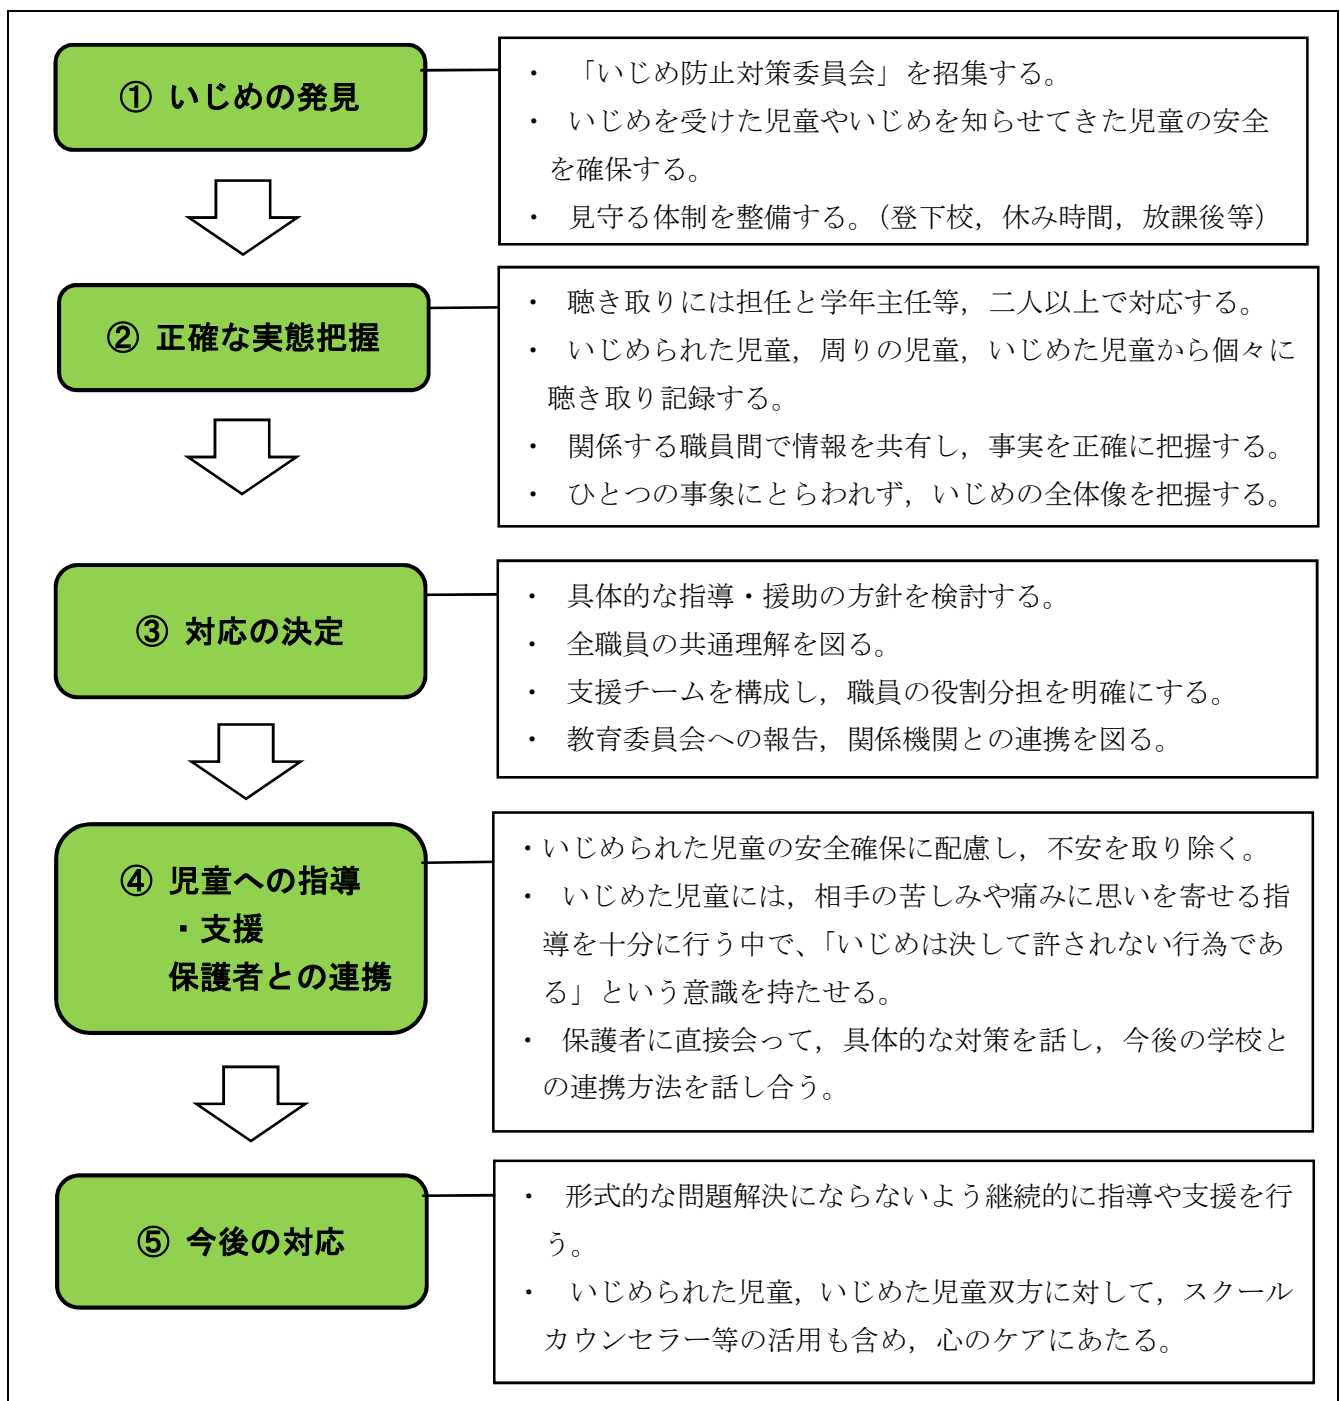 ① いじめの発見
・ 「いじめ防止対策委員会」を招集する。
・ いじめを受けた児童やいじめを知らせてきた児童の安全
を確保する。
・ 見守る体制を整備する。（登下校，休み時間，放課後等）
② 正確な実態把握
・ 聴き取りには担任と学年主任等，二人以上で対応する。
・ いじめられた児童，周りの児童，いじめた児童から個々に
聴き取り記録する。
・ 関係する職員間で情報を共有し，事実を正確に把握する。
・ ひとつの事象にとらわれず，いじめの全体像を把握する。
③ 対応の決定
・ 具体的な指導・援助の方針を検討する。
・ 全職員の共通理解を図る。
・ 支援チームを構成し，職員の役割分担を明確にする。
・ 教育委員会への報告，関係機関との連携を図る。
④ 児童への指導
・支援
保護者との連携
・いじめられた児童の安全確保に配慮し，不安を取り除く。
・ いじめた児童には，相手の苦しみや痛みに思いを寄せる指
導を十分に行う中で、「いじめは決して許されない行為であ
る」という意識を持たせる。
・ 保護者に直接会って，具体的な対策を話し，今後の学校と
の連携方法を話し合う。
⑤ 今後の対応
・ 形式的な問題解決にならないよう継続的に指導や支援を行
う。
・ いじめられた児童，いじめた児童双方に対して，スクール
カウンセラー等の活用も含め，心のケアにあたる。